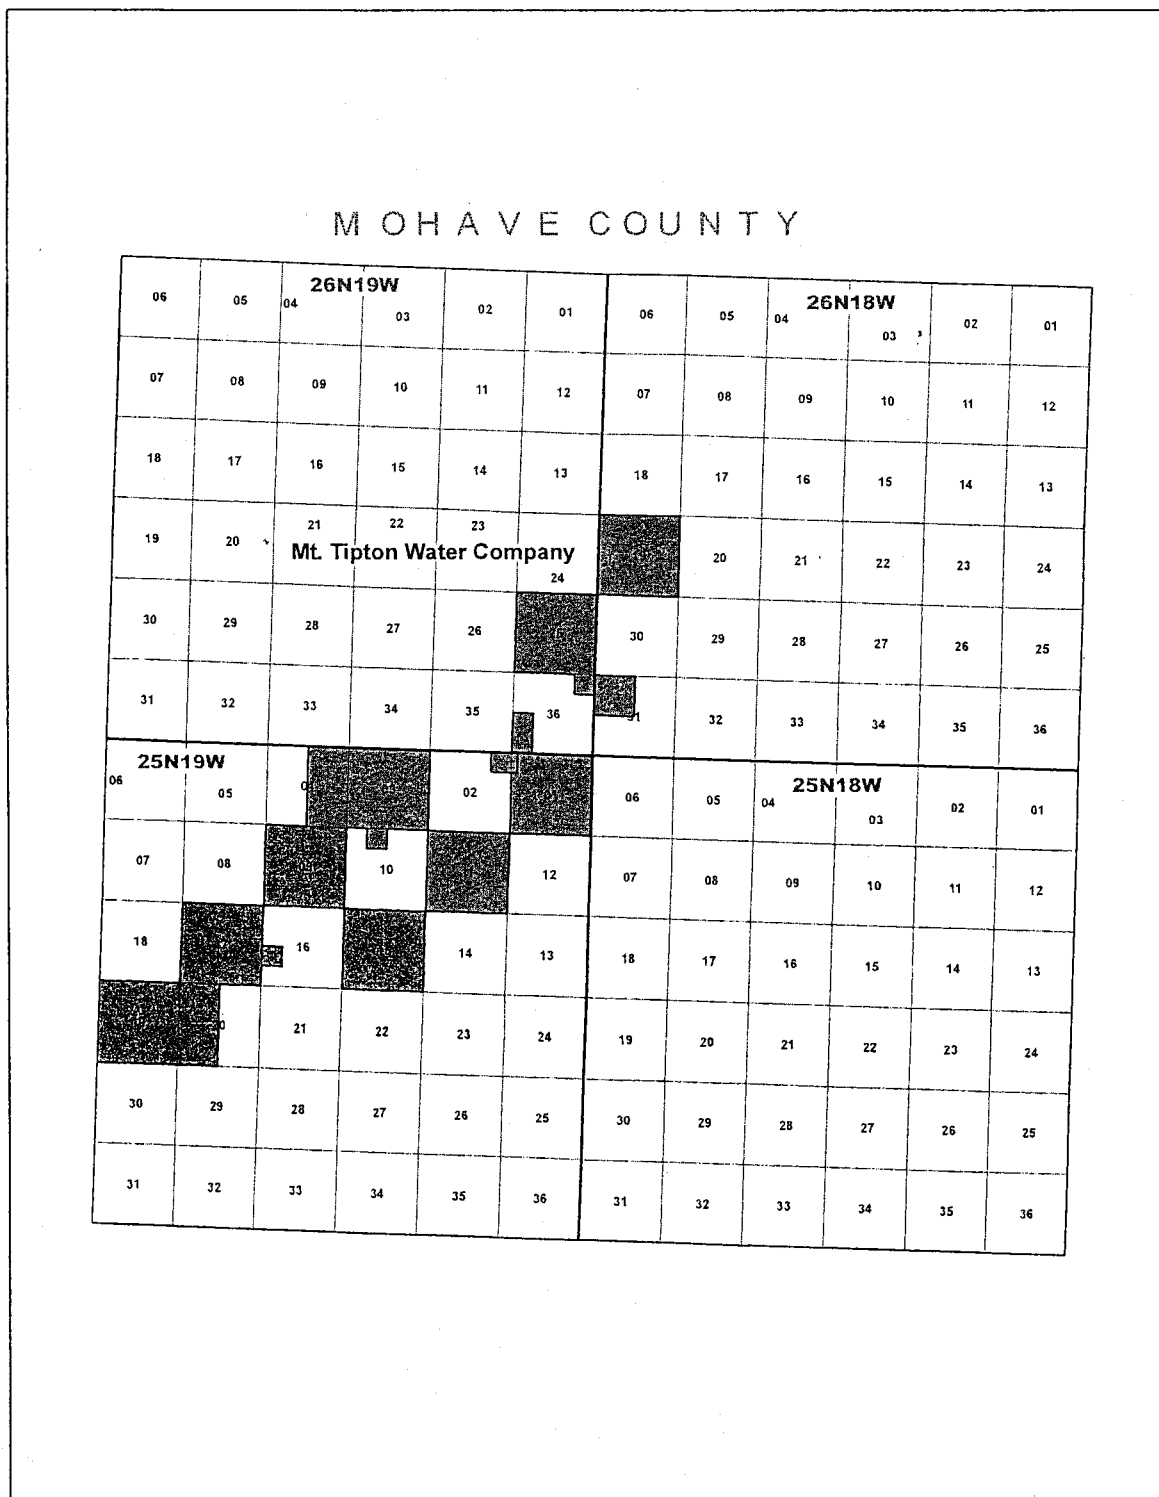 MOHAVE COUNTY
26N19W 26N18W
06 05 04 03 02 01 06 05 04 03 02 01
07 08 09 10 11 12 07 08 09 10 11 12
18 17 16 15 14 13 18 17 16 15 14 13
19 20 21 22 23 24 20 21 22 23 24
Mt. Tipton Water Company
30 29 28 27 26 30 29 28 27 26 25
31 32 33 34 35 36 31 32 33 34 35 36
25N19W 25N18W
06 05 02 06 05 04 03 02 01
07 08 10 12 07 08 09 10 11 12
18 16 14 13 18 17 16 15 14 13
21 22 23 24 19 20 21 22 23 24
30 29 28 27 26 25 30 29 28 27 26 25
31 32 33 34 35 36 31 32 33 34 35 36